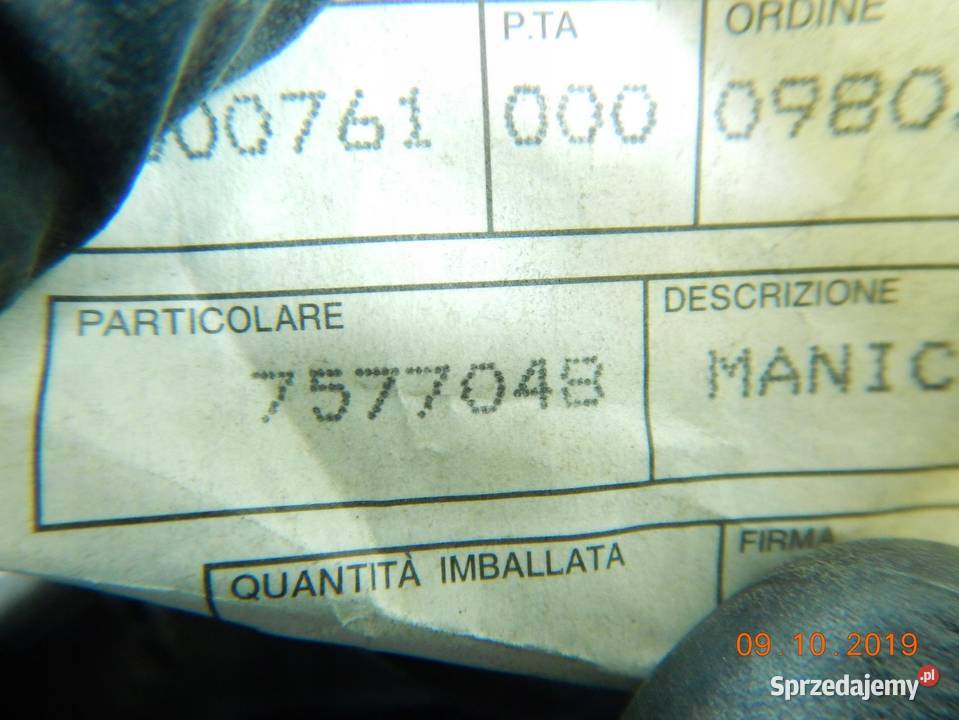 P.TA
ORDINE
00761
000
0980
PARTICOLARE
7577048
DESCRIZIONE
MANIC
QUANTITÀ IMBALLATA
FIRMA
09.10.2019
Sprzedajemy.pl